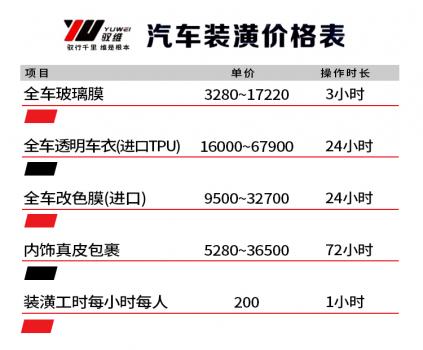 YUWEI
驭维
驭行千里 维是根本
汽车装潢价格表
项目 单价 操作时长
全车玻璃膜 3280~17220 3小时
全车透明车衣(进口TPU) 16000~67900 24小时
全车改色膜(进口) 9500~32700 24小时
内饰真皮包裹 5280~36500 72小时
装潢工时每小时每人 200 1小时